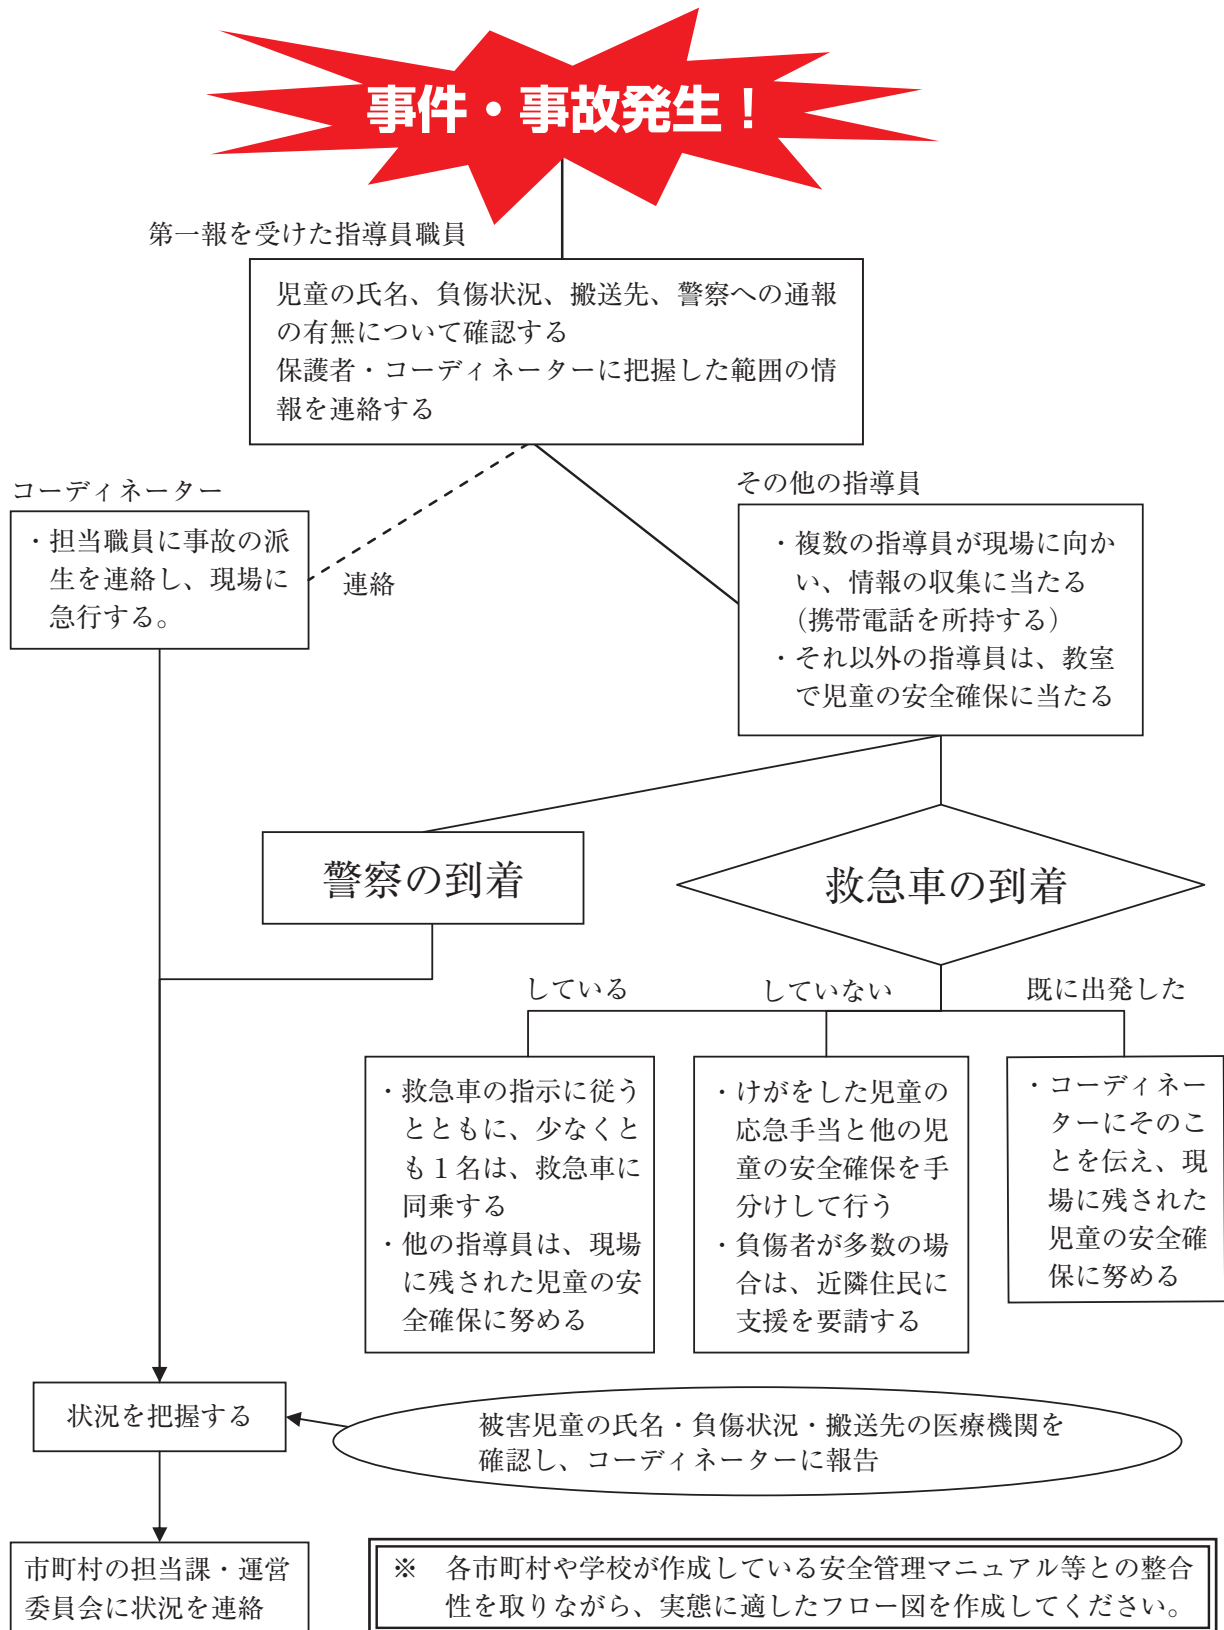 事件・事故発生！
第一報を受けた指導員職員
児童の氏名、負傷状況、搬送先、警察への通報
の有無について確認する
保護者・コーディネーターに把握した範囲の情
報を連絡する
コーディネーター
・担当職員に事故の派
生を連絡し、現場に
急行する。
連絡
その他の指導員
・複数の指導員が現場に向か
い、情報の収集に当たる
（携帯電話を所持する）
・それ以外の指導員は、教室
で児童の安全確保に当たる
警察の到着
救急車の到着
している
していない
既に出発した
・救急車の指示に従う
とともに、少なくと
も１名は、救急車に
同乗する
・他の指導員は、現場
に残された児童の安
全確保に努める
・けがをした児童の
応急手当と他の児
童の安全確保を手
分けして行う
・負傷者が多数の場
合は、近隣住民に
支援を要請する
・コーディネー
ターにそのこ
とを伝え、現
場に残された
児童の安全確
保に努める
状況を把握する
被害児童の氏名・負傷状況・搬送先の医療機関を
確認し、コーディネーターに報告
市町村の担当課・運営
委員会に状況を連絡
※　各市町村や学校が作成している安全管理マニュアル等との整合
性を取りながら、実態に適したフロー図を作成してください。